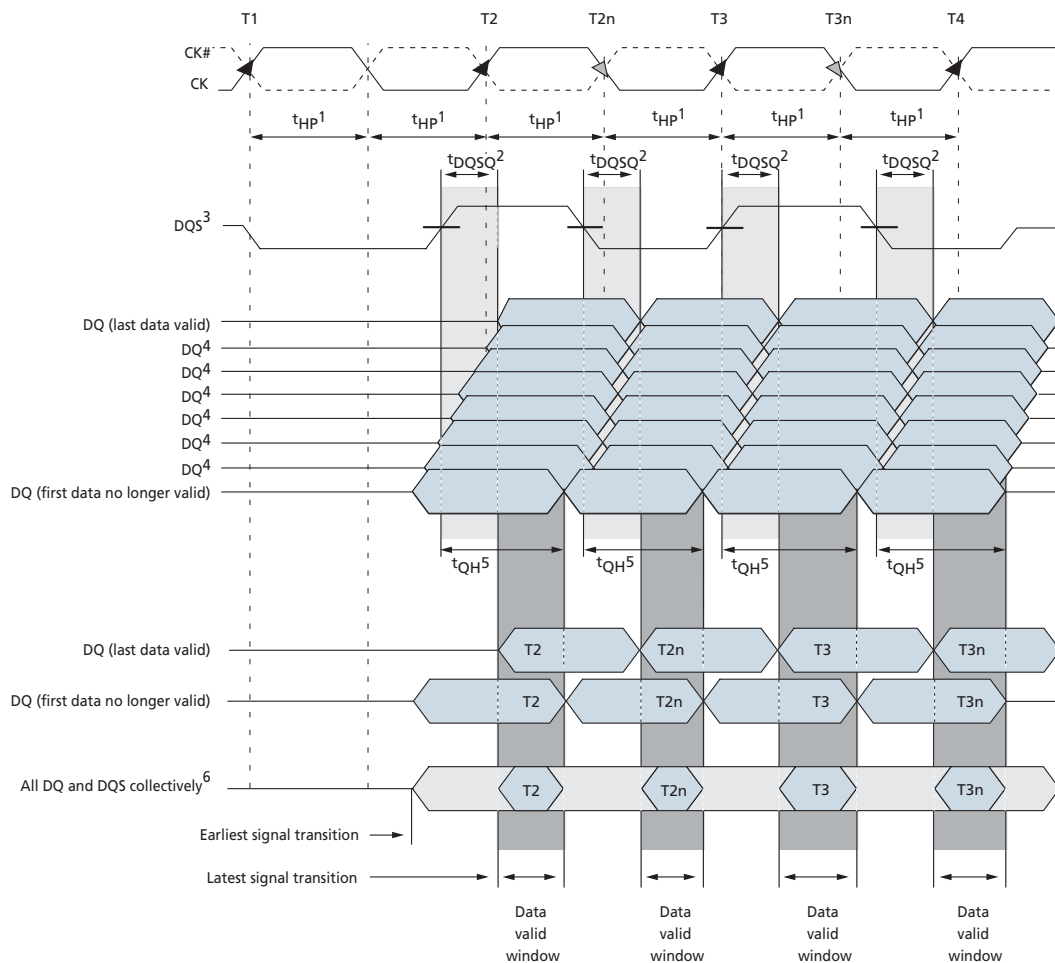 T1 T2 T2n T3 T3n T4
CK#
CK
tHP1 tHP1 tHP1 tHP1 tHP1 tHP1
tDQSQ2 tDQSQ2 tDQSQ2 tDQSQ2
DQS3
DQ (last data valid)
DQ4
DQ4
DQ4
DQ4
DQ4
DQ4
DQ (first data no longer valid)
tQH5 tQH5 tQH5 tQH5
DQ (last data valid) T2 T2n T3 T3n
DQ (first data no longer valid) T2 T2n T3 T3n
All DQ and DQS collectively6 T2 T2n T3 T3n
Earliest signal transition
Latest signal transition
Data valid window
Data valid window
Data valid window
Data valid window